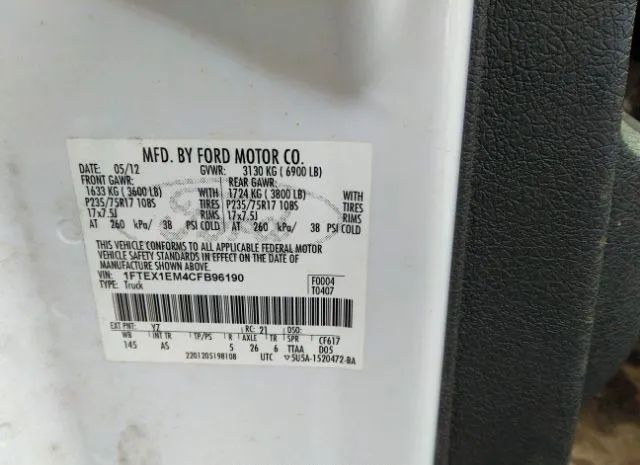 MFD. BY FORD MOTOR CO.
DATE: 05/12 GVWR: 3130 KG ( 6900 LB)
FRONT GAWR: REAR GAWR:
1633 KG ( 3600 LB) WITH 1724 KG ( 3800 LB) WITH
P235/75R17 108S TIRES P235/75R17 108S TIRES
17x7.5J RIMS 17x7.5J RIMS
AT 260 kPa/ 38 PSI COLD AT 260 kPa/ 38 PSI COLD
THIS VEHICLE CONFORMS TO ALL APPLICABLE FEDERAL MOTOR
VEHICLE SAFETY STANDARDS IN EFFECT ON THE DATE OF
MANUFACTURE SHOWN ABOVE.
VIN: 1FTEX1EM4CFB96190 F0004
TYPE: Truck T0407
EXT PNT: YZ RC: 21 DSO:
WB INT TR TP/PS R AXLE TR SPR CF617
145 AS 5 26 6 TTAA D05
2201205198108 UTC ▽5U5A-1520472-BA